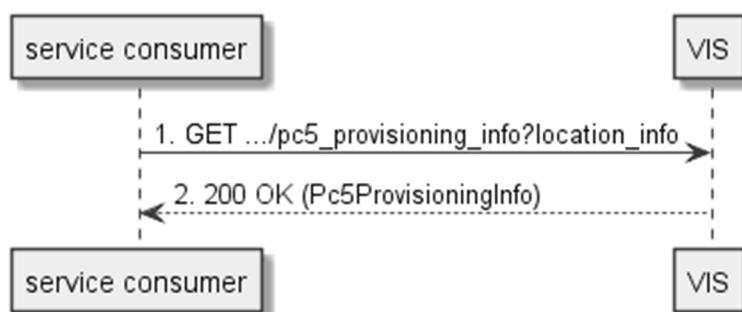 service consumer
VIS
1. GET .../pc5_provisioning_info?location_info
2. 200 OK (Pc5ProvisioningInfo)
service consumer
VIS